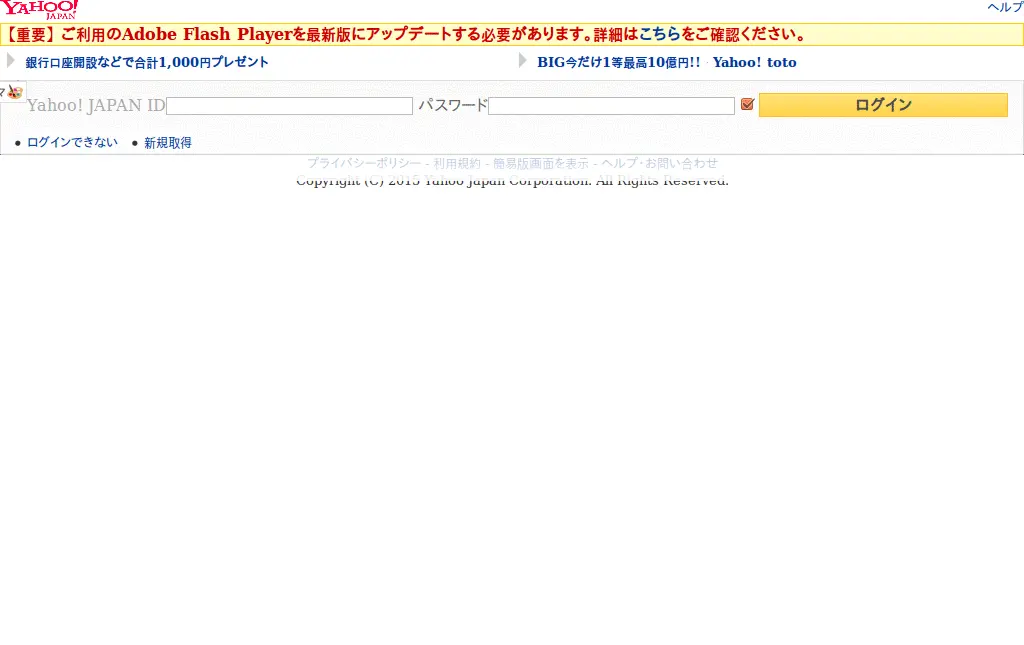 YAHOO! JAPAN
ヘルプ
【重要】ご利用のAdobe Flash Playerを最新版にアップデートする必要があります。詳細はこちらをご確認ください。
銀行口座開設などで合計1,000円プレゼント
BIG今だけ1等最高10億円!! - Yahoo! toto
マ
Yahoo! JAPAN ID パスワード ログイン
ログインできない 新規取得
プライバシーポリシー - 利用規約 - 簡易版画面を表示 - ヘルプ・お問い合わせ
Copyright (C) 2015 Yahoo Japan Corporation. All Rights Reserved.